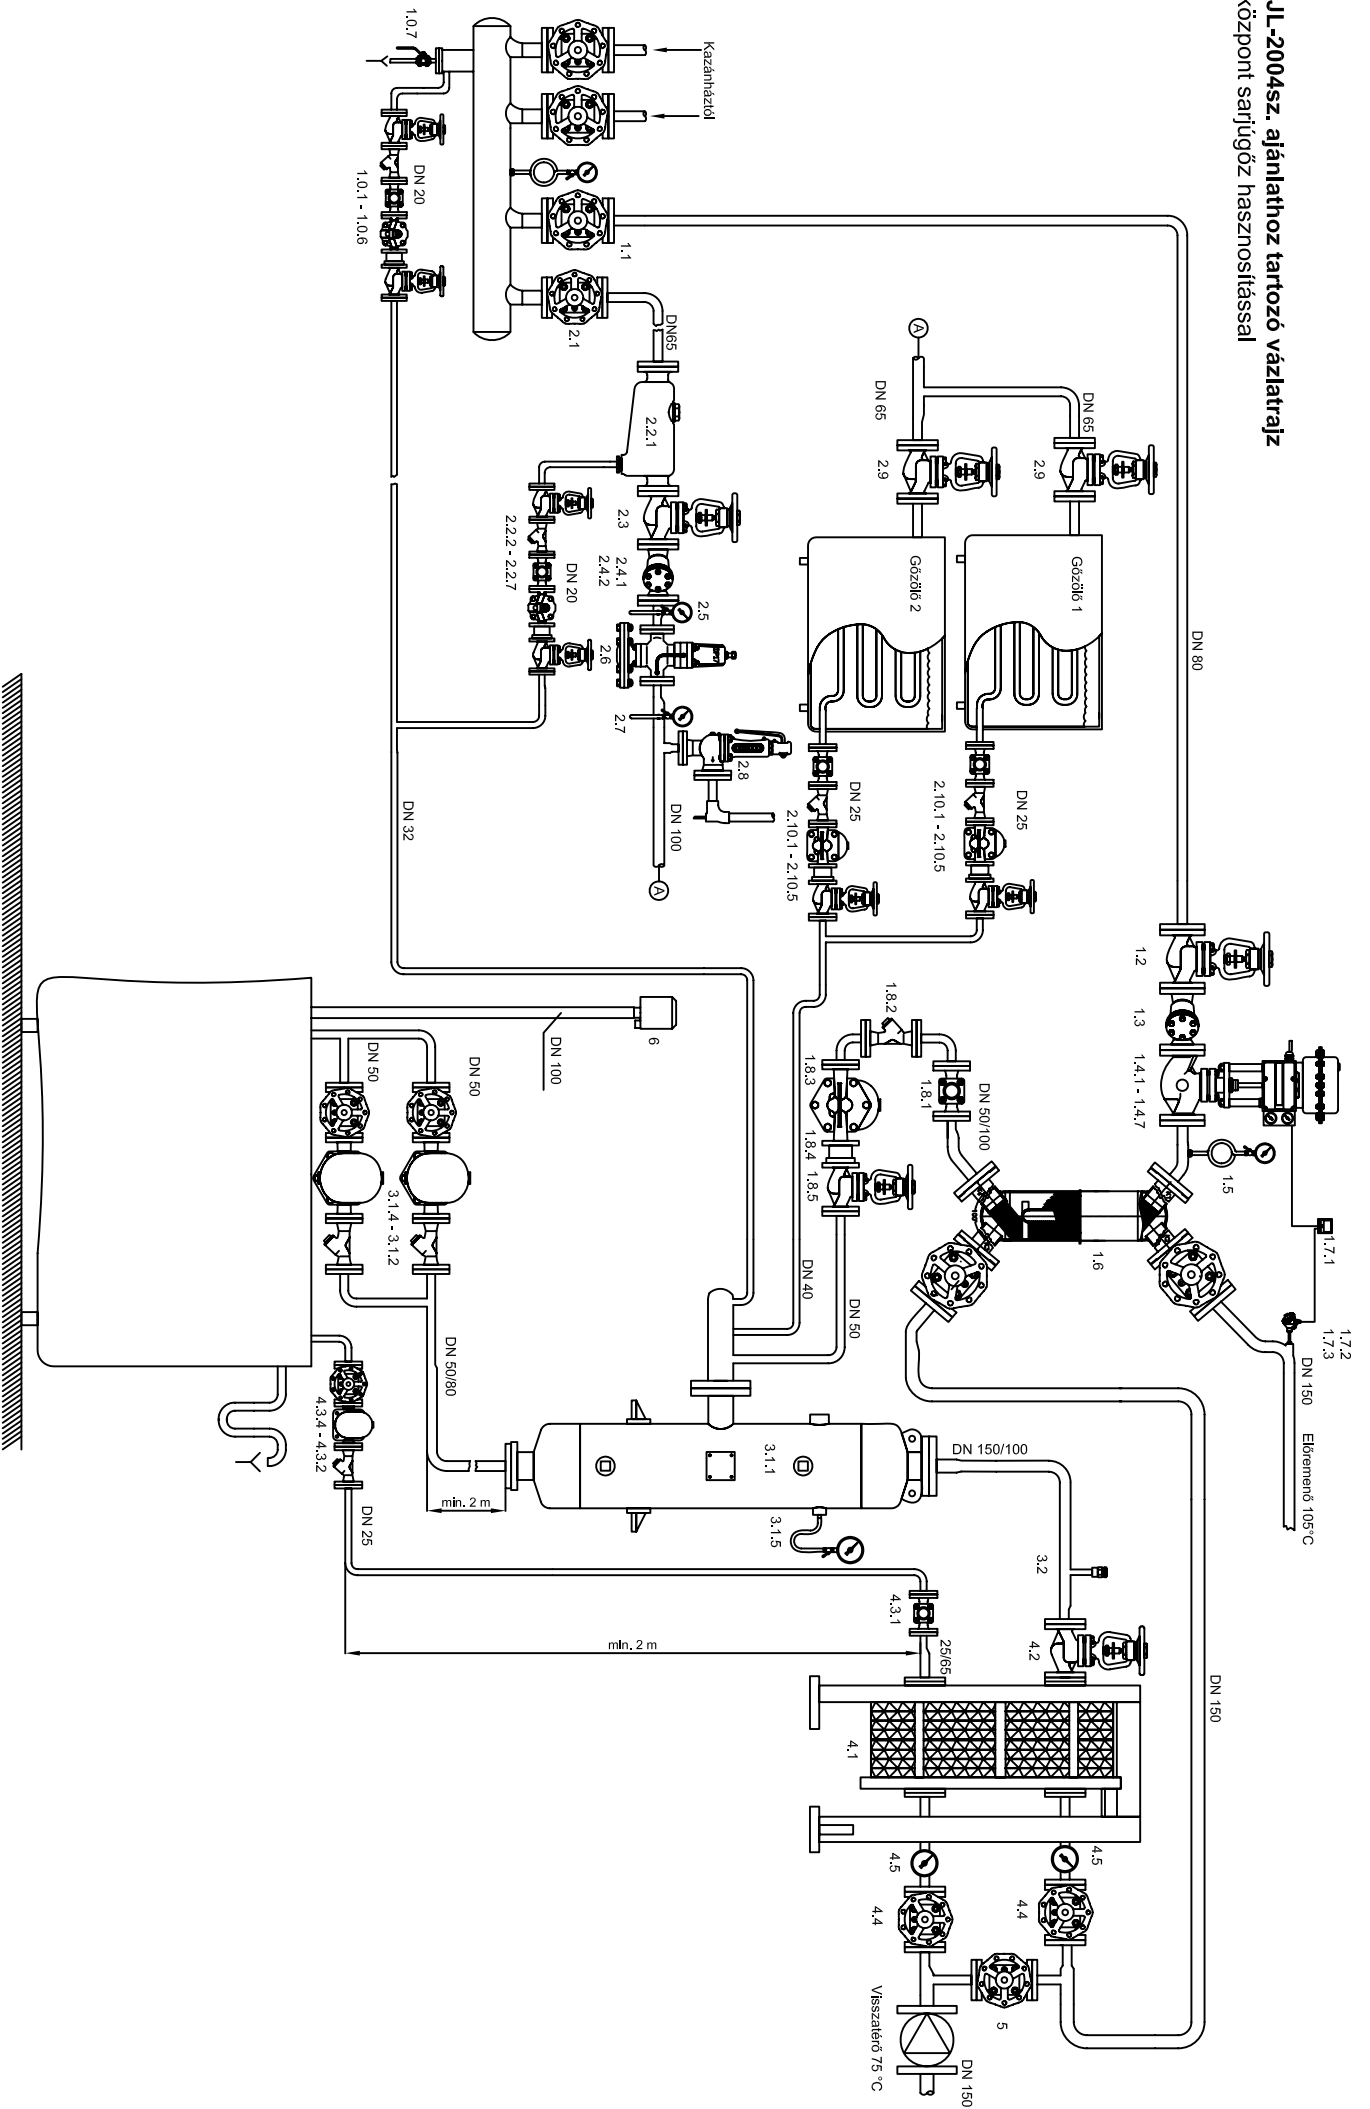 JL-2004sz. ajánlathoz tartozó vázlatrajz
központ sarjúgőz hasznosítással
Kazánháztól
1.0.7
DN 20
1.0.1 - 1.0.6
1.1
2.1
DN65
2.2.1
2.3
2.4.1
2.4.2
2.5
2.6
2.7
2.8
DN 100
A
2.2.2 - 2.2.7
DN 20
DN 32
A
DN 65
DN 65
2.9
2.9
Gőzölő 1
Gőzölő 2
DN 25
2.10.1 - 2.10.5
DN 25
2.10.1 - 2.10.5
DN 80
1.2
1.3
1.4.1 - 1.4.7
1.5
1.6
1.7.1
1.7.2
1.7.3
DN 150
Előremenő 105°C
1.8.1
1.8.2
1.8.3
1.8.4
1.8.5
DN 50/100
DN 50
DN 40
6
DN 100
DN 50
DN 50
3.1.4 - 3.1.2
DN 50/80
min. 2 m
4.3.4 - 4.3.2
DN 25
3.1.1
3.1.5
DN 150/100
3.2
4.2
4.3.1
25/65
min. 2 m
4.1
DN 150
4.5
4.5
4.4
4.4
5
Visszatérő 75 °C
DN 150